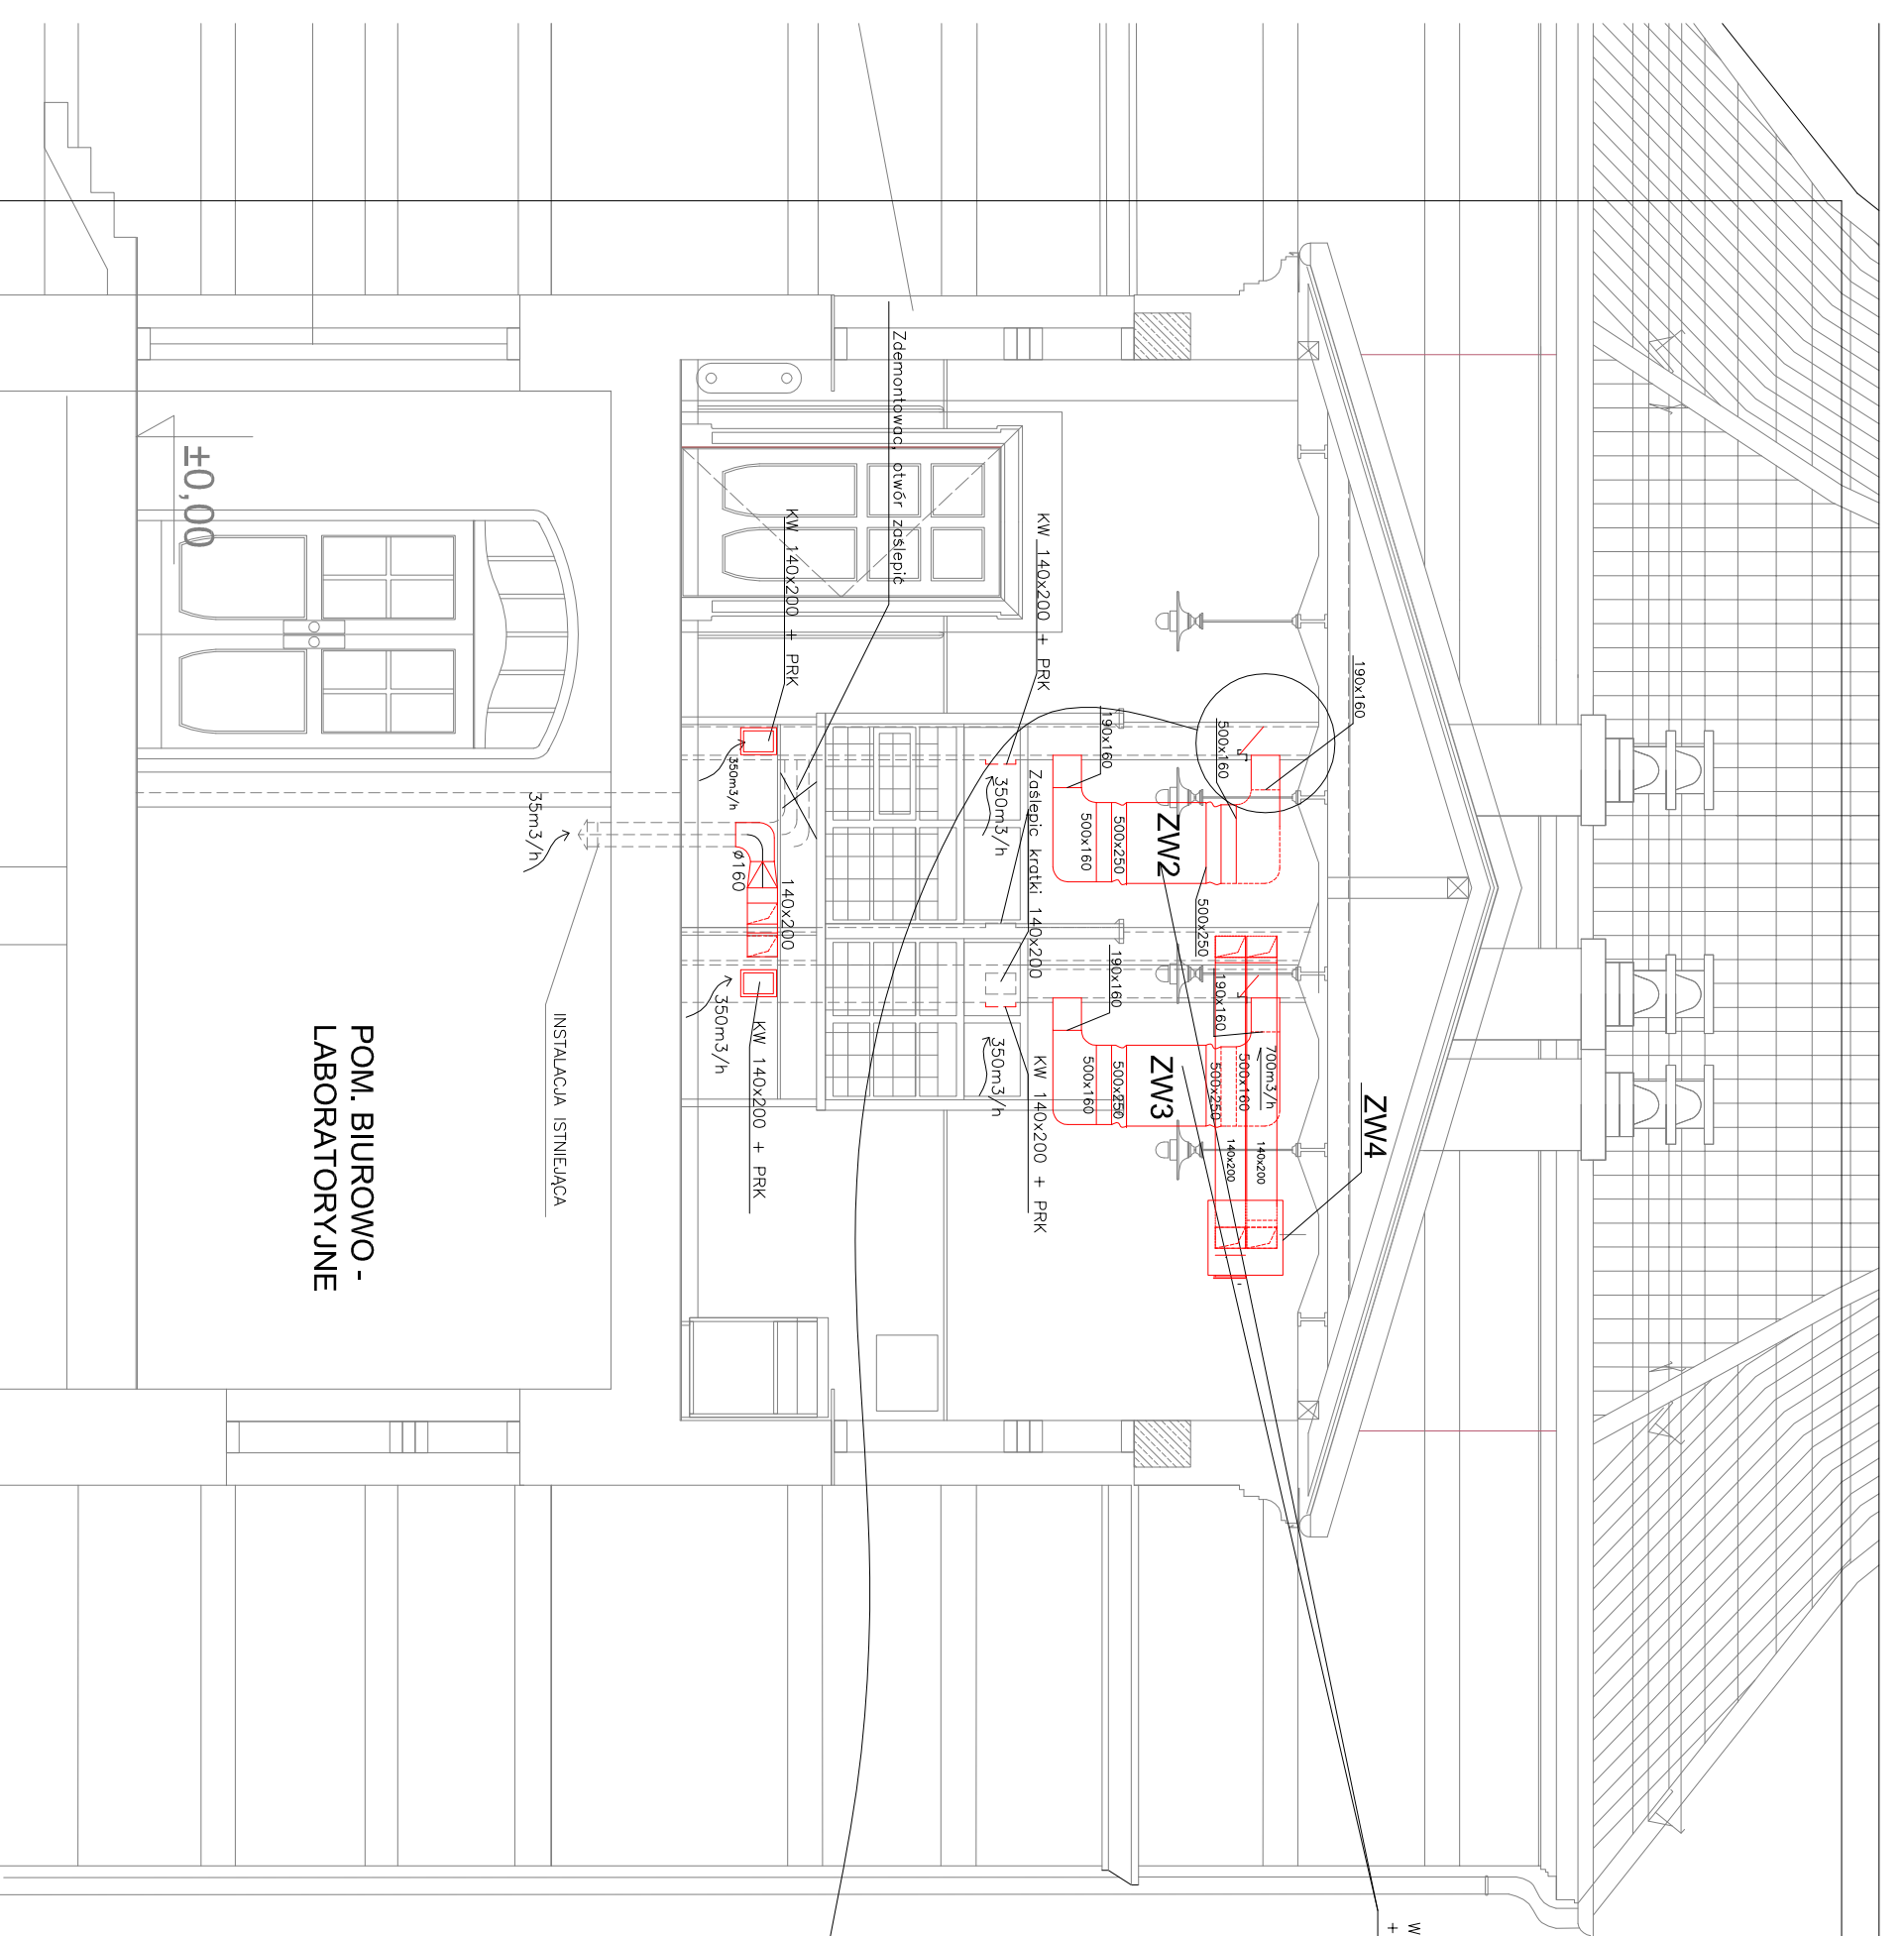 190x160
ZW4
W
+
500x160
500x250
190x160
700m3/h
500x160
500x250
140x200
140x200
ZW2
ZW3
190x160
190x160
500x250
500x160
500x250
500x160
KW 140x200 + PRK
Zaślepic kratki 140x200
KW 140x200 + PRK
350m3/h
350m3/h
Zdemontowac, otwór zaślepić
KW 140x200 + PRK
140x200
KW 140x200 + PRK
350m3/h
Ø160
350m3/h
35m3/h
INSTALACJA ISTNIEJĄCA
POM. BIUROWO -
LABORATORYJNE
±0,00